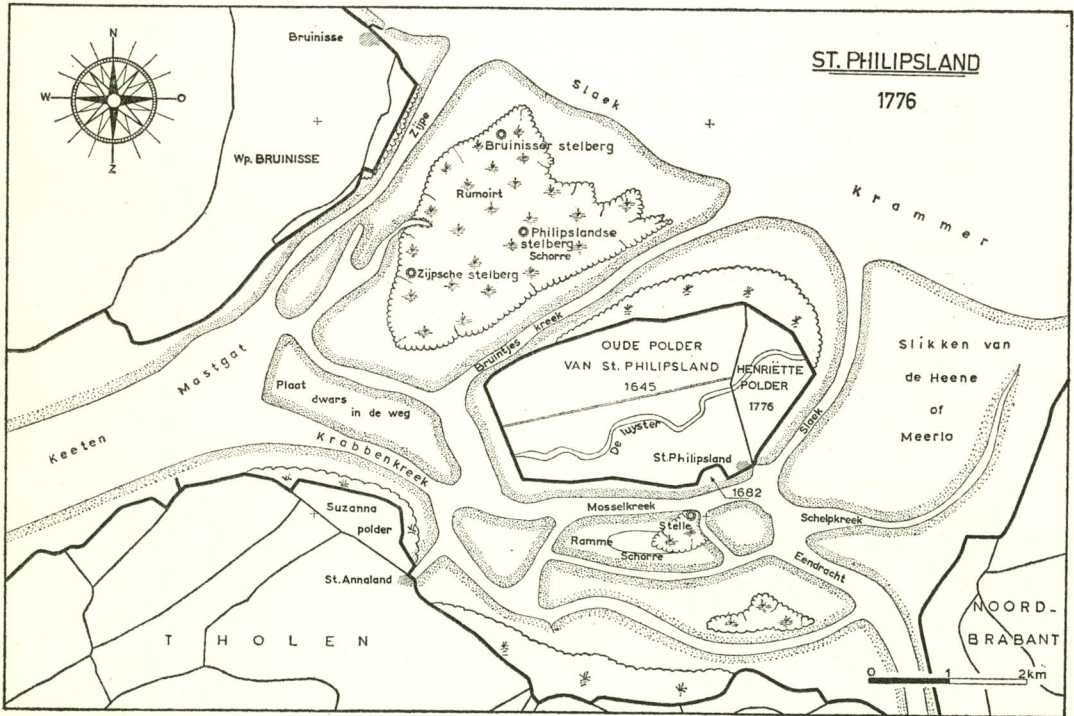 ST. PHILIPSLAND
1776
N
W
O
Z
Bruinisse
Wp. BRUINISSE
Zijpe
Slaek
Bruinisser stelberg
Rumoirt
Philipslandse
stelberg
Schorre
Zijpsche stelberg
Krammer
Mastgat
Keeten
Plaat
dwars
in de weg
Krabbenkreek
Bruintjes kreek
OUDE POLDER
VAN St. PHILIPSLAND
1645
HENRIËTTE
POLDER
1776
De luyster
St. Philipsland
1682
Slaek
Slikken van
de Heene
of
Meerlo
Suzanna
polder
St. Annaland
THOLEN
Mosselkreek
Stelle
Ramme
Schorre
Schelpkreek
Eendracht
NOORD-
BRABANT
0 1 2km